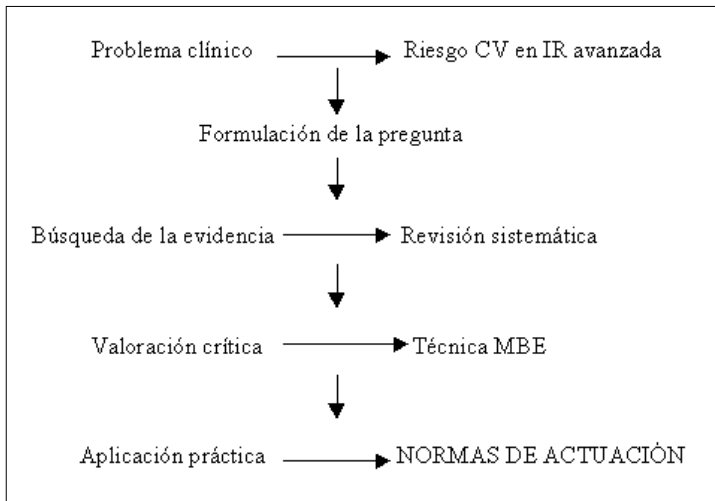 Problema clínico Riesgo CV en IR avanzada
Formulación de la pregunta
Búsqueda de la evidencia Revisión sistemática
Valoración crítica Técnica MBE
Aplicación práctica NORMAS DE ACTUACIÓN